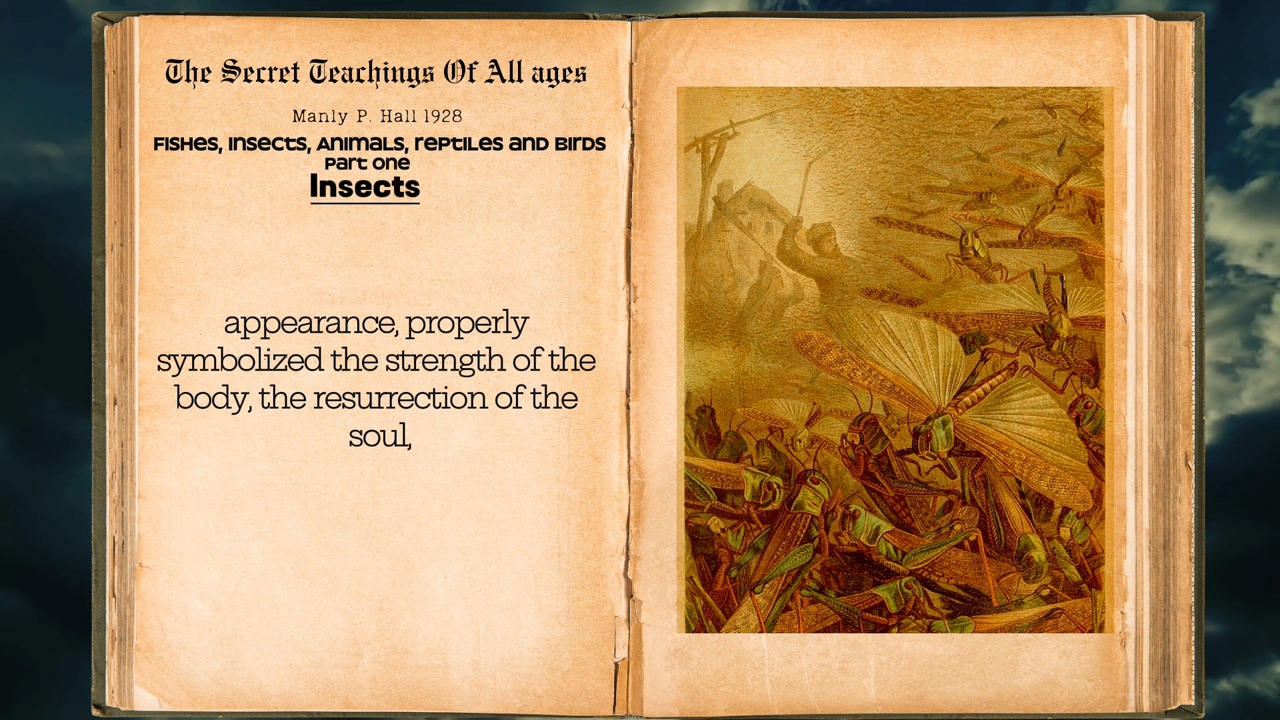 The Secret Teachings Of All ages
Manly P. Hall 1928
Fishes, Insects, Animals, reptiles and Birds
Part one
Insects
appearance, properly
symbolized the strength of the
body, the resurrection of the
soul,